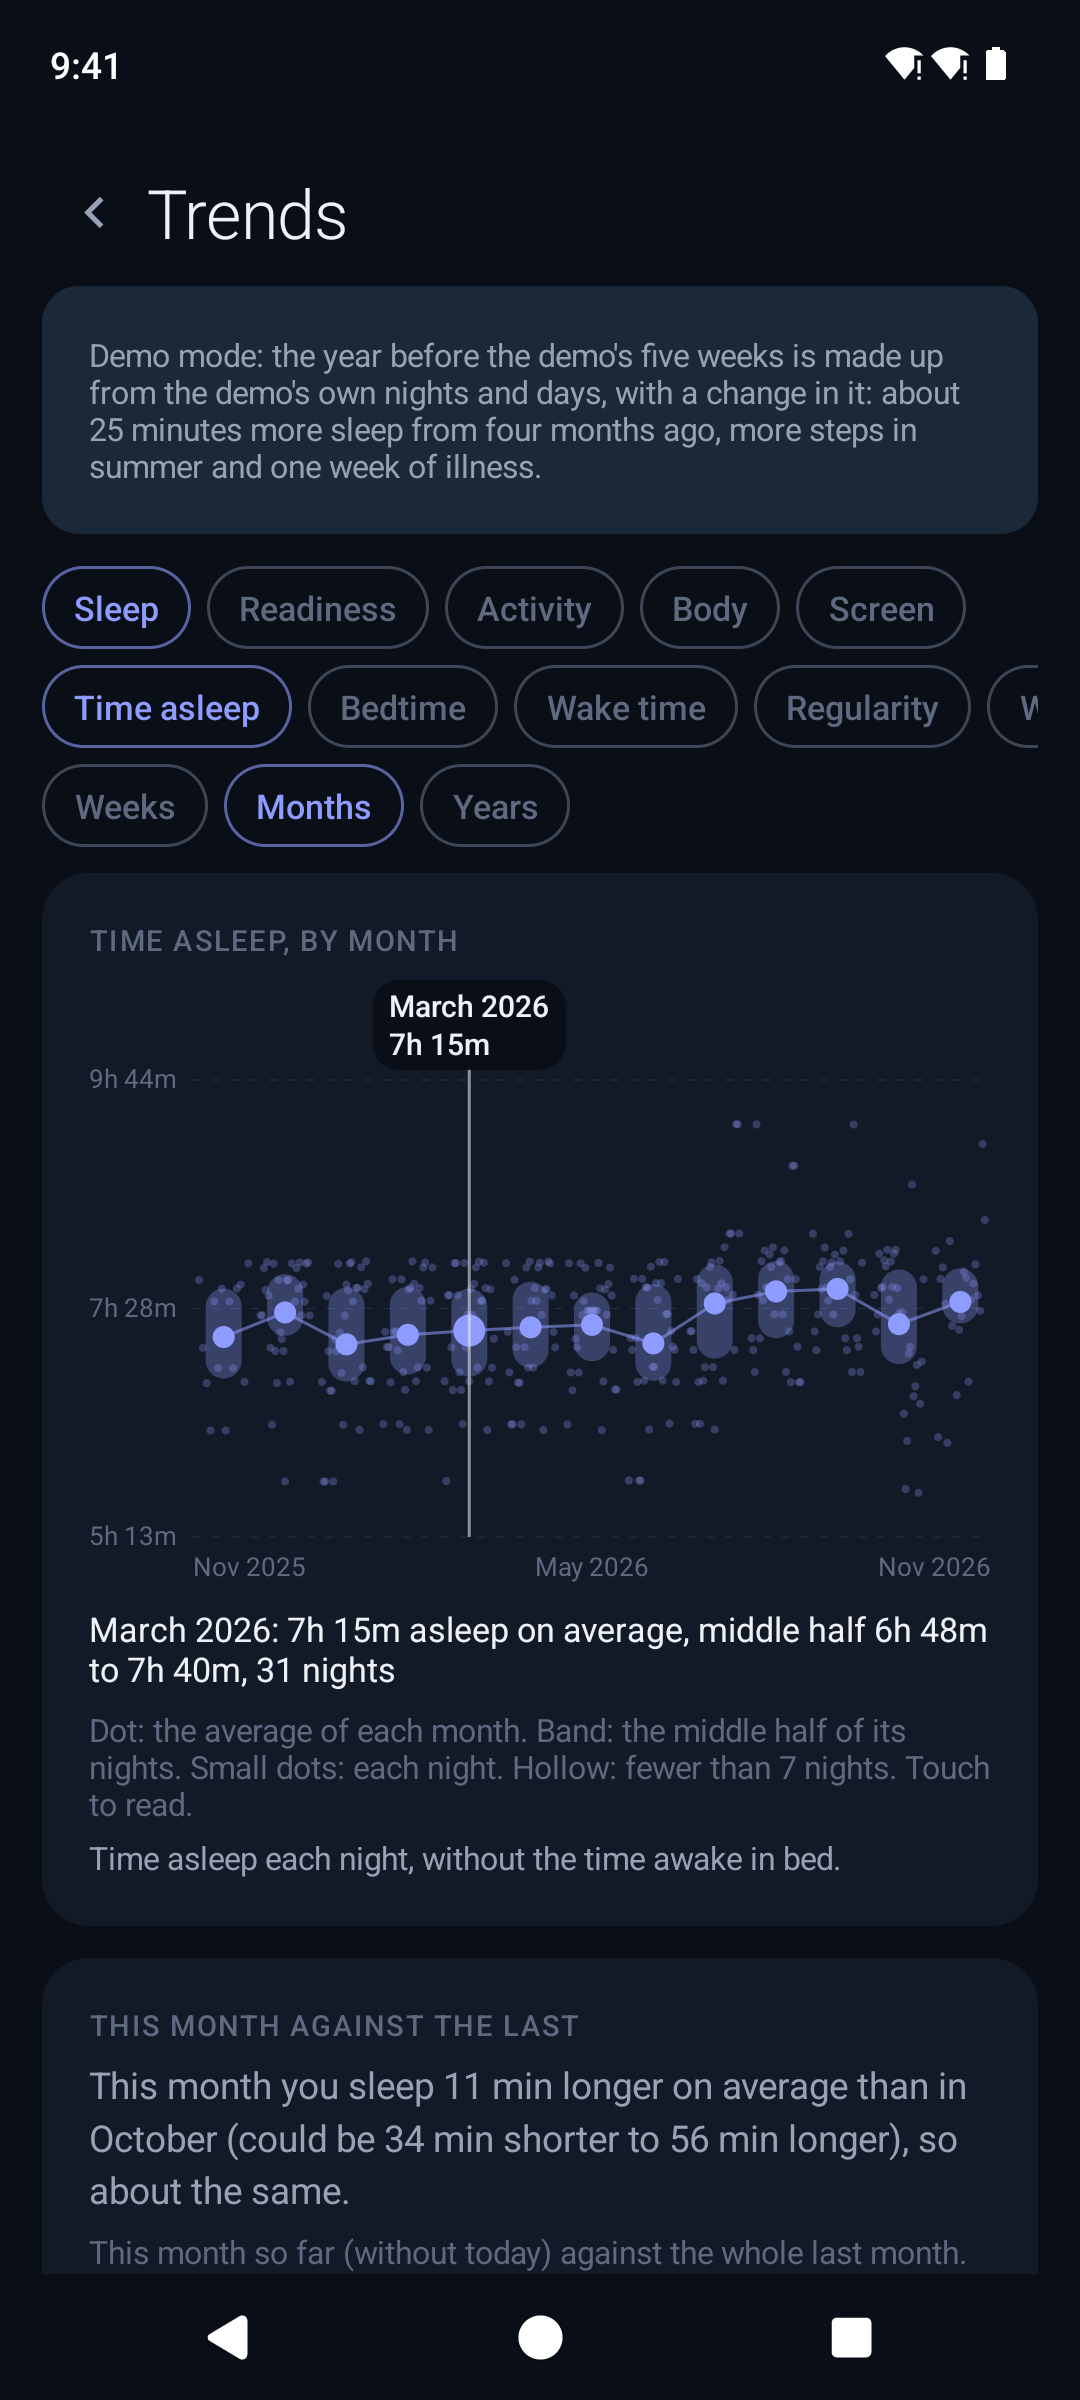 9:41
Trends
Demo mode: the year before the demo's five weeks is made up
from the demo's own nights and days, with a change in it: about
25 minutes more sleep from four months ago, more steps in
summer and one week of illness.
Sleep
Readiness
Activity
Body
Screen
Time asleep
Bedtime
Wake time
Regularity
Weeks
Months
Years
TIME ASLEEP, BY MONTH
March 2026
7h 15m
9h 44m
7h 28m
5h 13m
Nov 2025
May 2026
Nov 2026
March 2026: 7h 15m asleep on average, middle half 6h 48m
to 7h 40m, 31 nights
Dot: the average of each month. Band: the middle half of its
nights. Small dots: each night. Hollow: fewer than 7 nights. Touch
to read.
Time asleep each night, without the time awake in bed.
THIS MONTH AGAINST THE LAST
This month you sleep 11 min longer on average than in
October (could be 34 min shorter to 56 min longer), so
about the same.
This month so far (without today) against the whole last month.